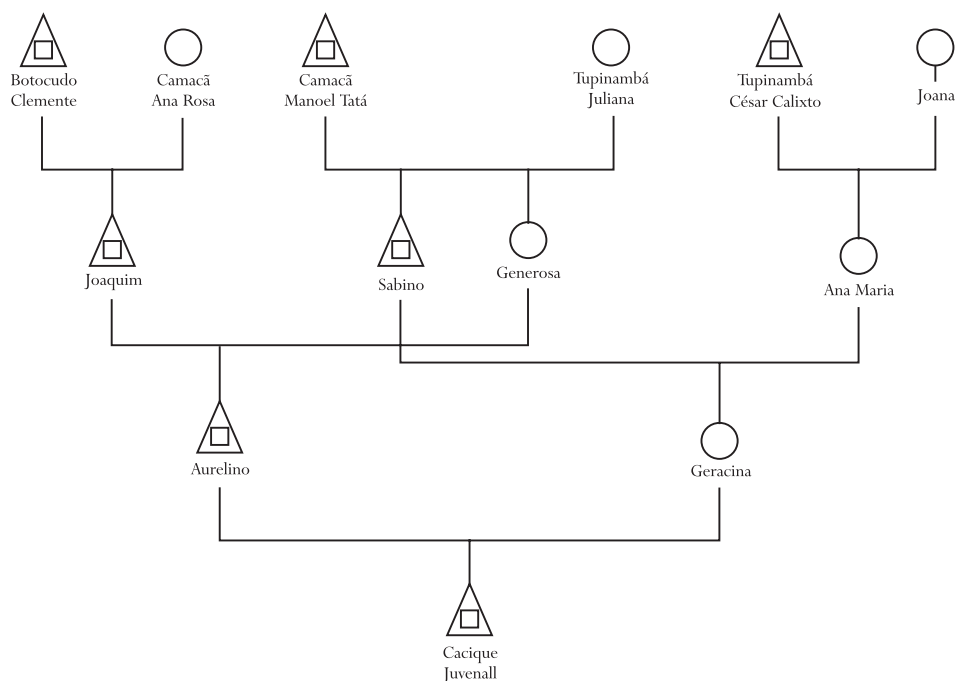 Botocudo
Clemente
Camacã
Ana Rosa
Camacã
Manoel Tatá
Tupinambá
Juliana
Tupinambá
César Calixto
Joana
Joaquim
Sabino
Generosa
Ana Maria
Aurelino
Geracina
Cacique
Juvenall